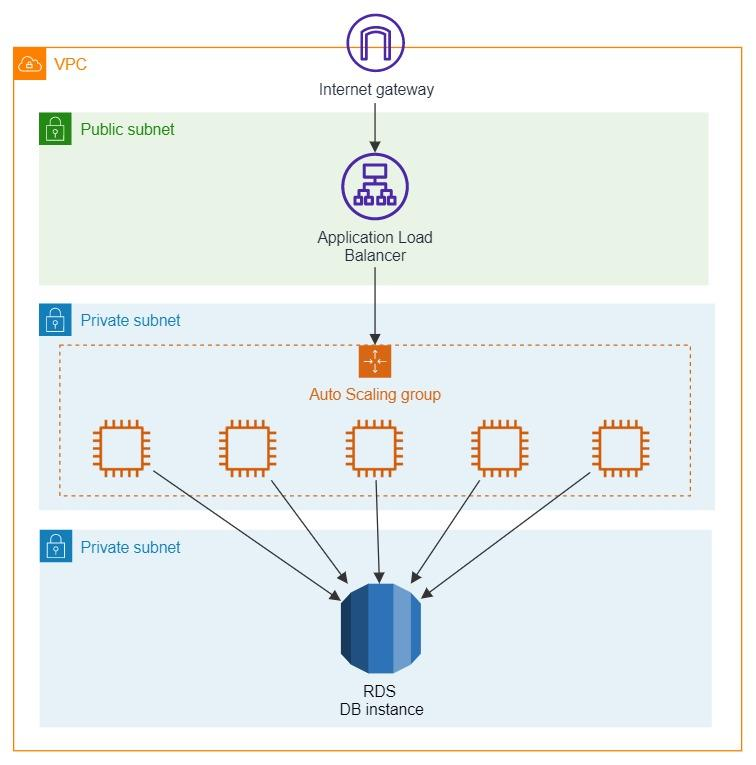 VPC
Internet gateway
Public subnet
Application Load
Balancer
Private subnet
Auto Scaling group
Private subnet
RDS
DB instance